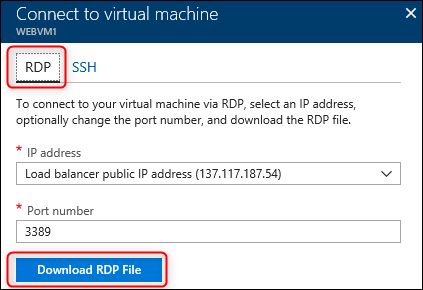 Connect to virtual machine
WEBVM1
RDP SSH
To connect to your virtual machine via RDP, select an IP address,
optionally change the port number, and download the RDP file.
* IP address
Load balancer public IP address (137.117.187.54)
* Port number
3389
Download RDP File